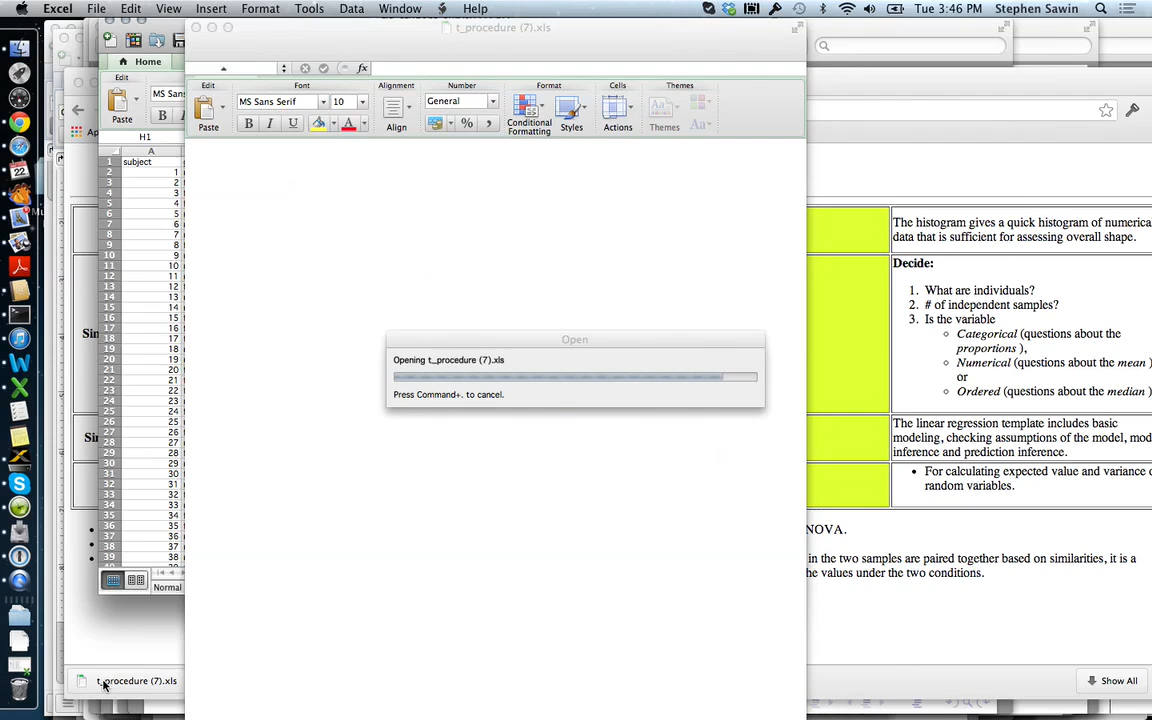 Excel File Edit View Insert Format Tools Data Window Help Tue 3:46 PM Stephen Sawin
t_procedure (7).xls
fx
Home
Edit
Paste
MS Sans
B
H1
A
subject
1
2
3
4
5
6
7
8
9
10
11
12
13
14
15
16
17
18
19
20
21
22
23
24
25
26
27
28
29
30
31
32
33
34
35
36
37
38
Normal
Edit Font Alignment Number Format Cells Themes
MS Sans Serif 10 General
Paste B I U Align % Conditional Formatting Styles Actions Themes Aa
Open
Opening t_procedure (7).xls
Press Command+. to cancel.
The histogram gives a quick histogram of numerical
data that is sufficient for assessing overall shape.
Decide:
1. What are individuals?
2. # of independent samples?
3. Is the variable
Categorical (questions about the
proportions ),
Numerical (questions about the mean )
or
Ordered (questions about the median )
The linear regression template includes basic
modeling, checking assumptions of the model,
inference and prediction inference.
For calculating expected value and variance
random variables.
NOVA.
in the two samples are paired together based on similarities, it is a
he values under the two conditions.
t_procedure (7).xls
Show All